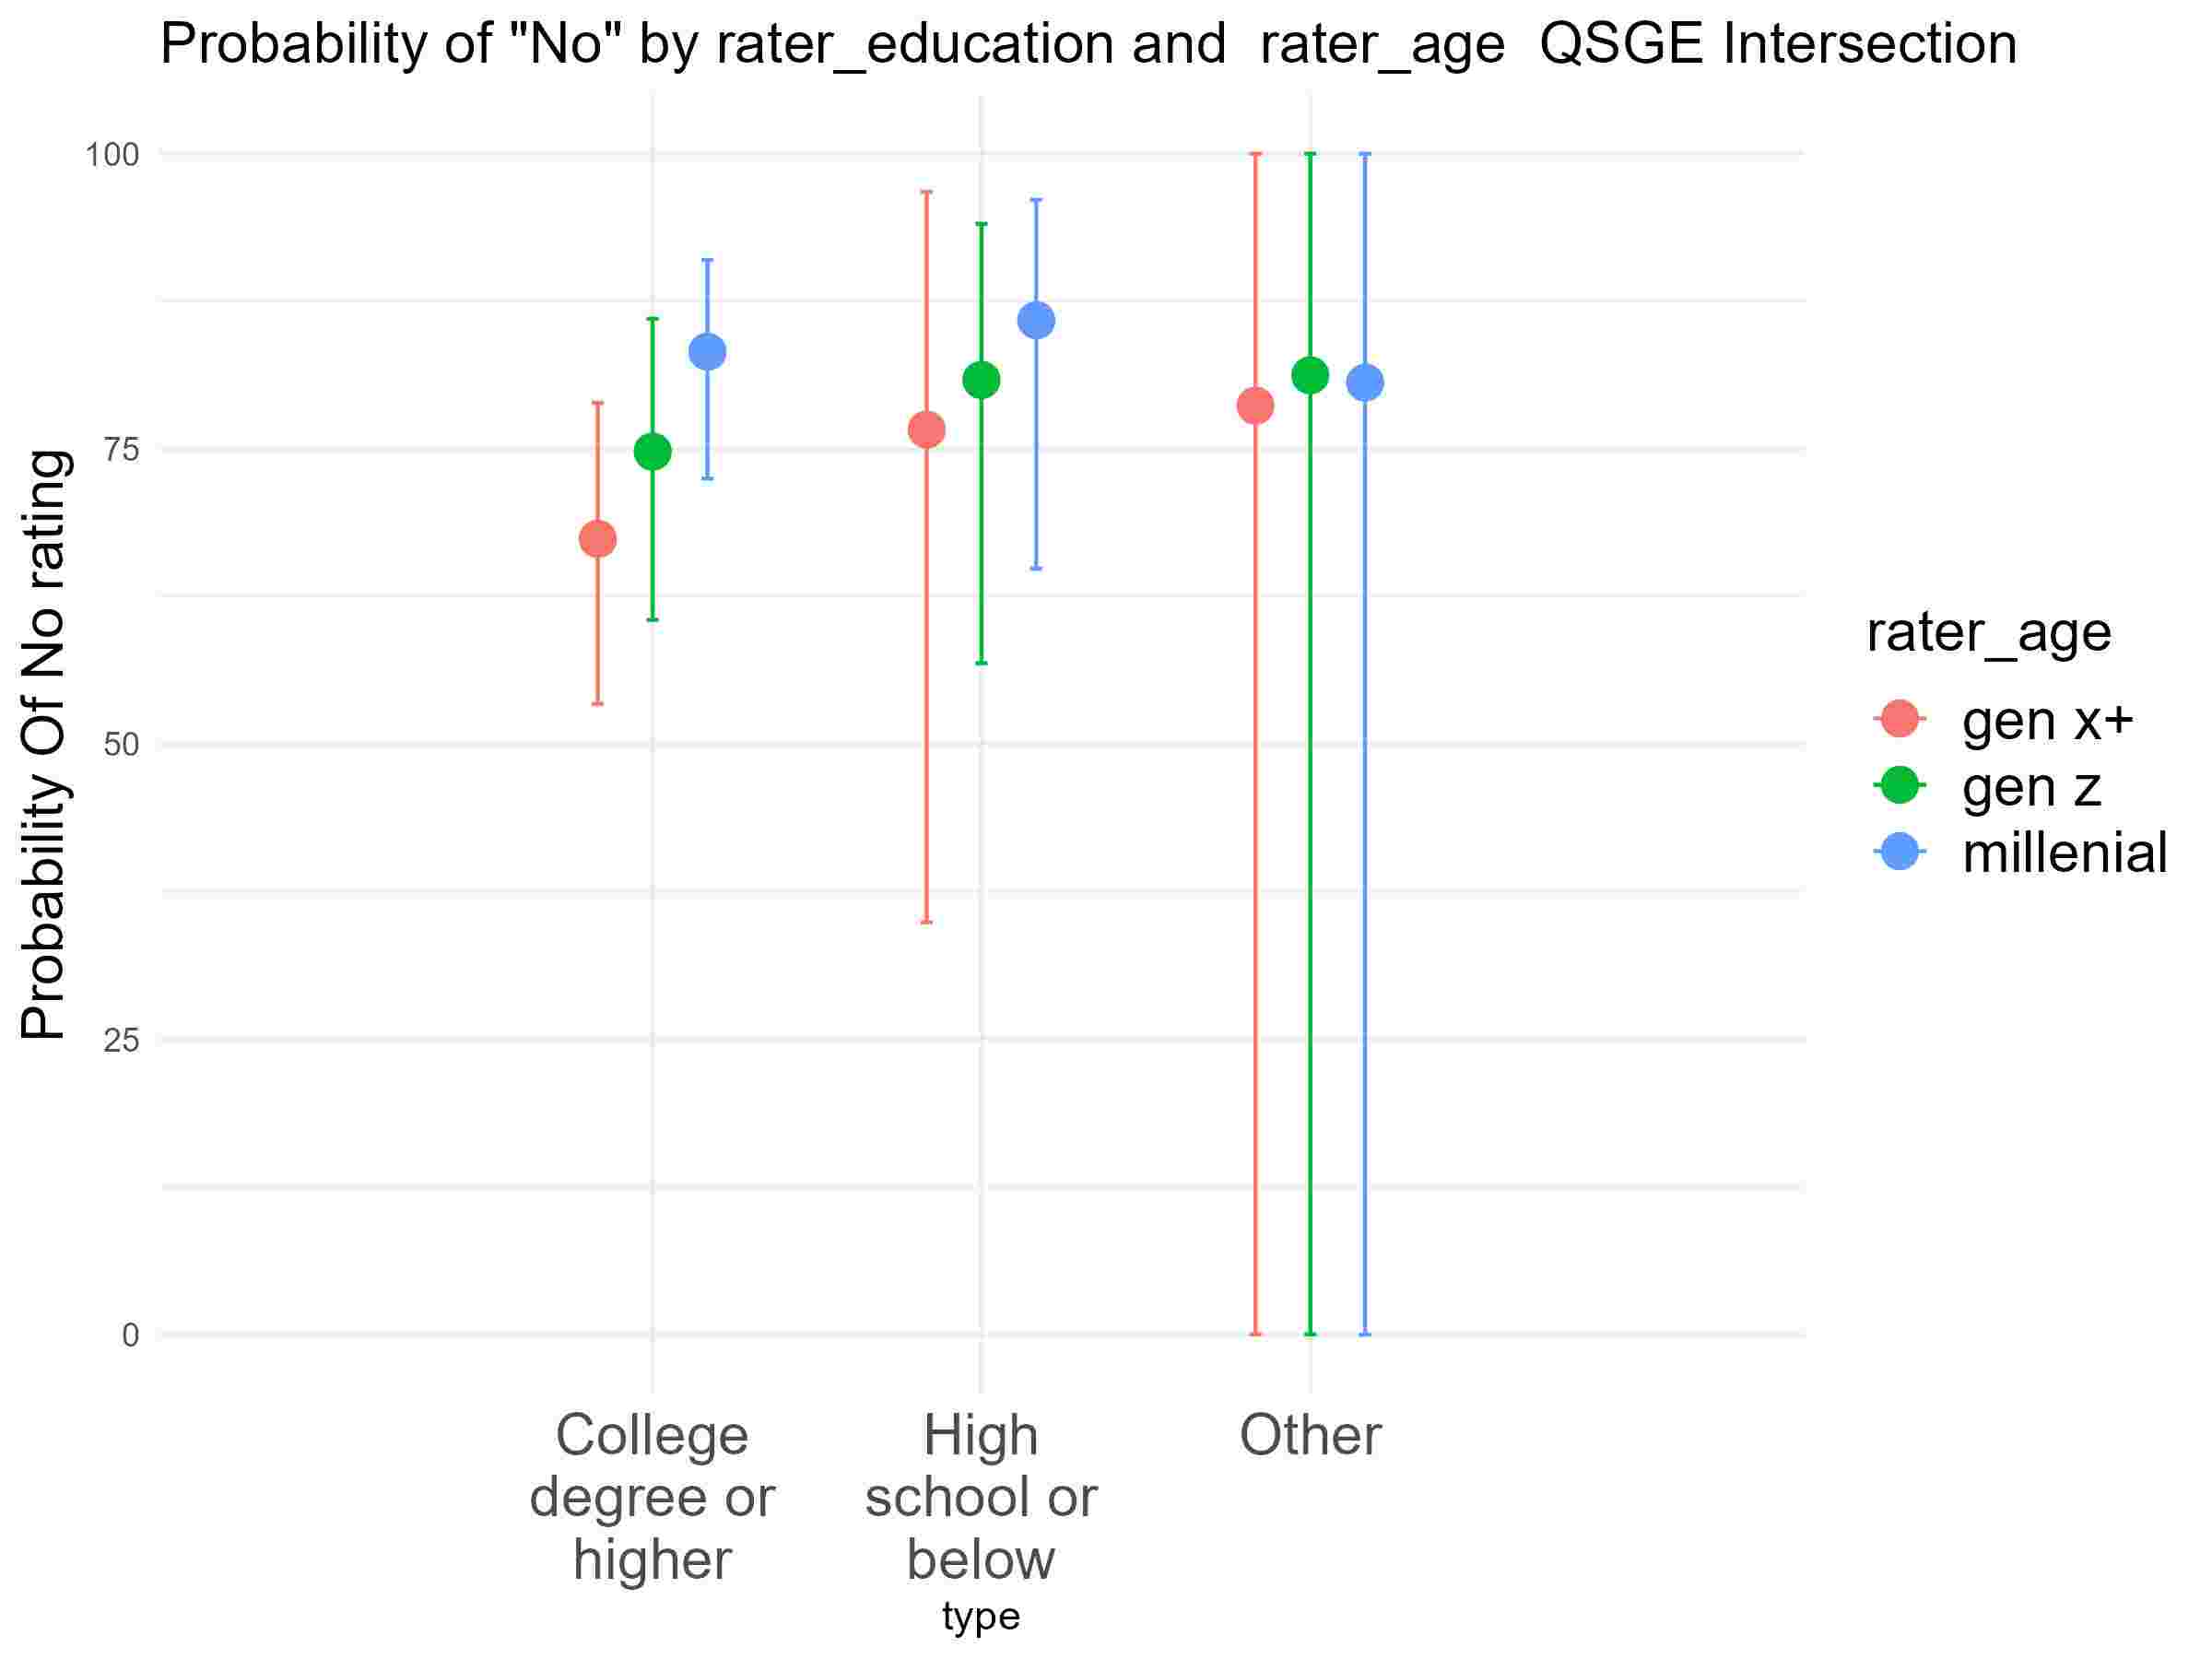 Probability of "No" by rater_education and  rater_age  QSGE Intersection
Probability Of No rating
100
75
50
25
0
College
degree or
higher
High
school or
below
Other
type
rater_age
gen x+
gen z
millenial